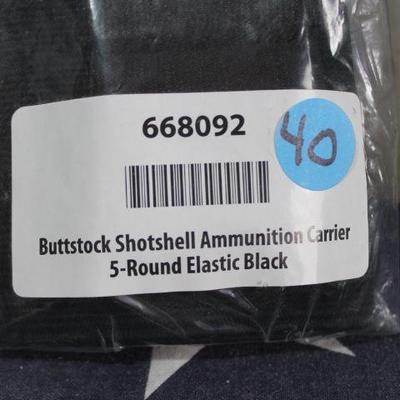 668092
40
Buttstock Shotshell Ammunition Carrier
5-Round Elastic Black